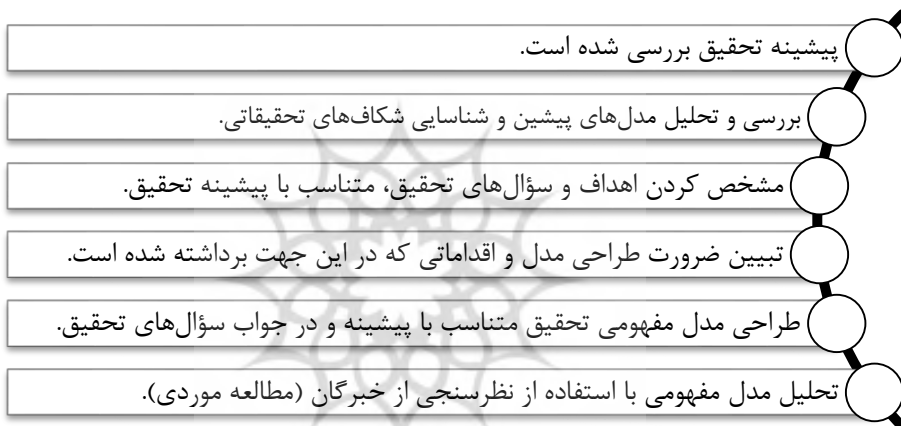 پیشینه تحقیق بررسی شده است.
بررسی و تحلیل مدل‌های پیشین و شناسایی شکاف‌های تحقیقاتی.
مشخص کردن اهداف و سؤال‌های تحقیق، متناسب با پیشینه تحقیق.
تبیین ضرورت طراحی مدل و اقداماتی که در این جهت برداشته شده است.
طراحی مدل مفهومی تحقیق متناسب با پیشینه و در جواب سؤال‌های تحقیق.
تحلیل مدل مفهومی با استفاده از نظرسنجی از خبرگان (مطالعه موردی).